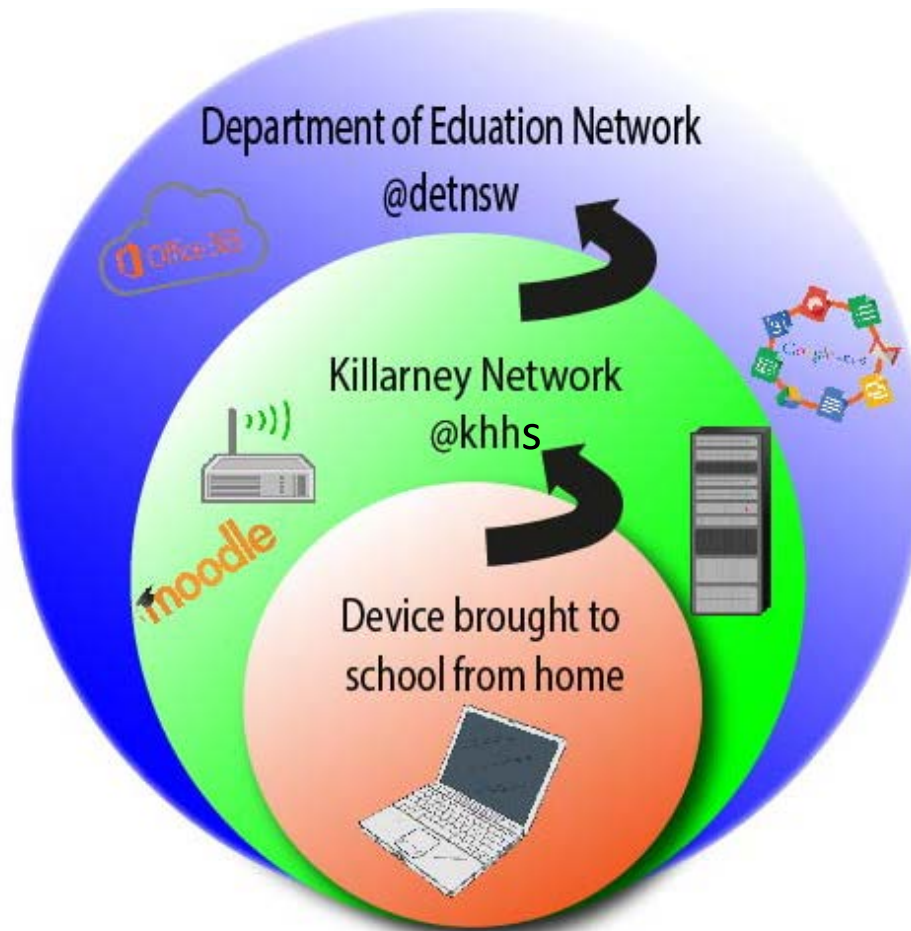 Department of Eduation Network
@detnsw
Office 365
Killarney Network
@khhs
moodle
Device brought to
school from home